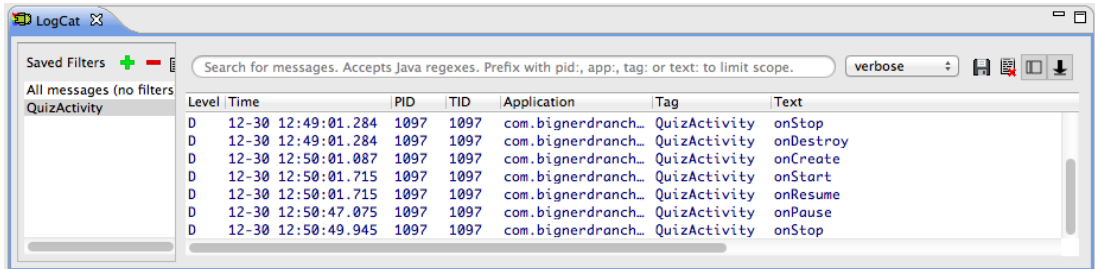 LogCat
Saved Filters
All messages (no filters
QuizActivity
Search for messages. Accepts Java regexes. Prefix with pid:, app:, tag: or text: to limit scope.
verbose
Level Time PID TID Application Tag Text
D 12-30 12:49:01.284 1097 1097 com.bignerdranch… QuizActivity onStop
D 12-30 12:49:01.284 1097 1097 com.bignerdranch… QuizActivity onDestroy
D 12-30 12:50:01.087 1097 1097 com.bignerdranch… QuizActivity onCreate
D 12-30 12:50:01.715 1097 1097 com.bignerdranch… QuizActivity onStart
D 12-30 12:50:01.715 1097 1097 com.bignerdranch… QuizActivity onResume
D 12-30 12:50:47.075 1097 1097 com.bignerdranch… QuizActivity onPause
D 12-30 12:50:49.945 1097 1097 com.bignerdranch… QuizActivity onStop